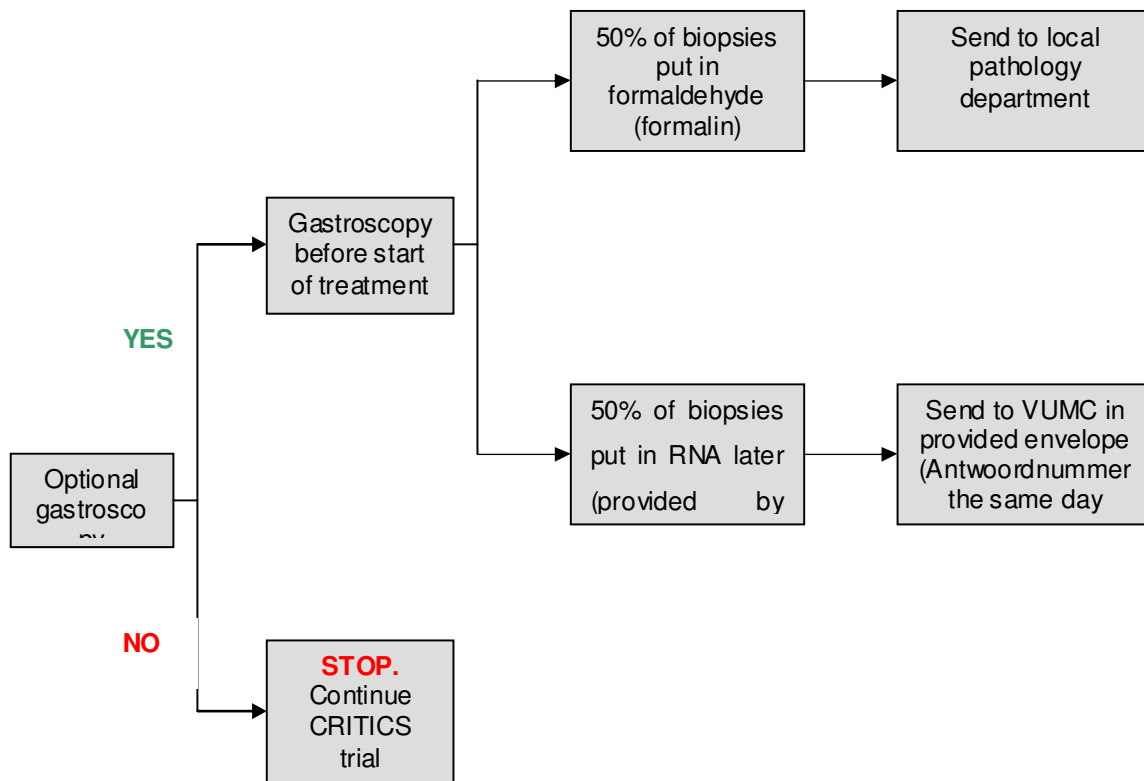 50% of biopsies
put in
formaldehyde
(formalin)
Send to local
pathology
department
Gastroscopy
before start
of treatment
YES
50% of biopsies
put in RNA later
(provided by
Send to VUMC in
provided envelope
(Antwoordnummer
the same day
Optional
gastrosco
py
NO
STOP.
Continue
CRITICS
trial